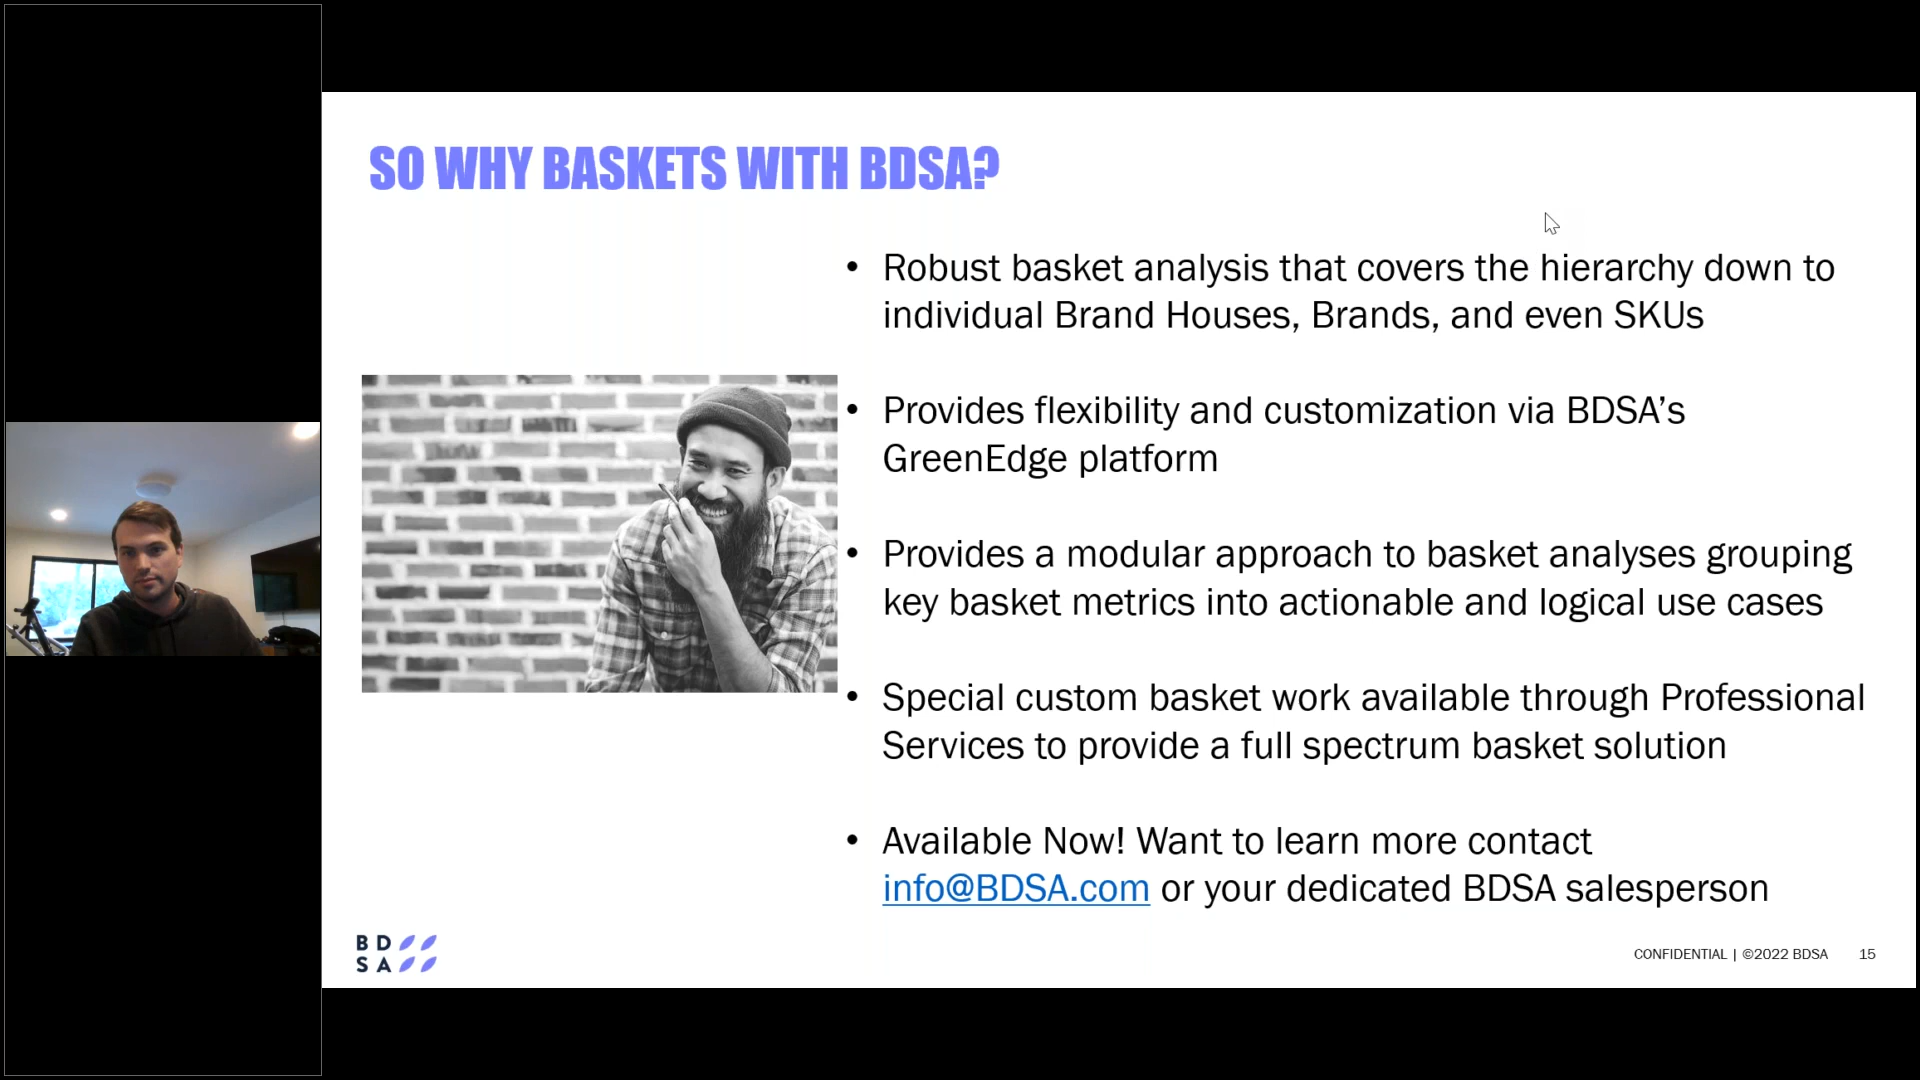 SO WHY BASKETS WITH BDSA?
• Robust basket analysis that covers the hierarchy down to
individual Brand Houses, Brands, and even SKUs
• Provides flexibility and customization via BDSA’s
GreenEdge platform
• Provides a modular approach to basket analyses grouping
key basket metrics into actionable and logical use cases
• Special custom basket work available through Professional
Services to provide a full spectrum basket solution
• Available Now! Want to learn more contact
info@BDSA.com or your dedicated BDSA salesperson
BD
SA
CONFIDENTIAL | ©2022 BDSA 15